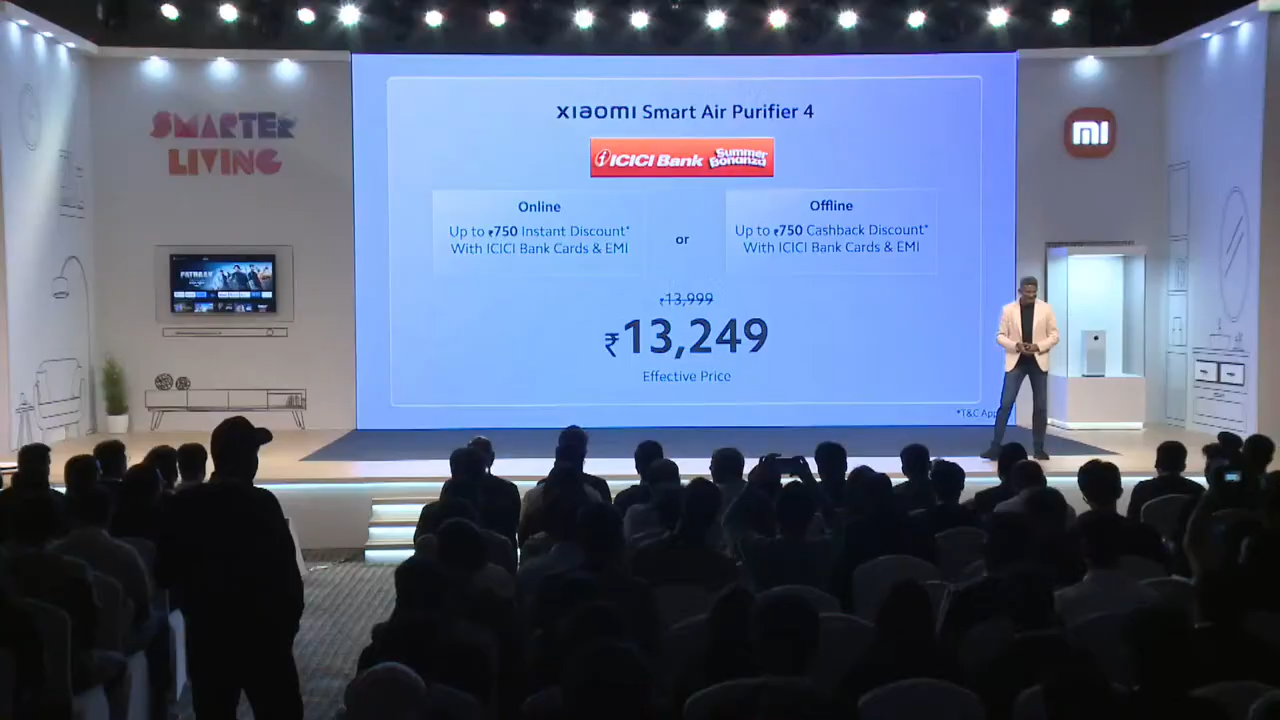 xiaomi Smart Air Purifier 4
ICICI Bank Summer Bonanza
Online
Up to ₹750 Instant Discount*
With ICICI Bank Cards & EMI
or
Offline
Up to ₹750 Cashback Discount*
With ICICI Bank Cards & EMI
₹13,999
₹13,249
Effective Price
*T&C App
SMARTER
LIVING
PATHAAN
mi